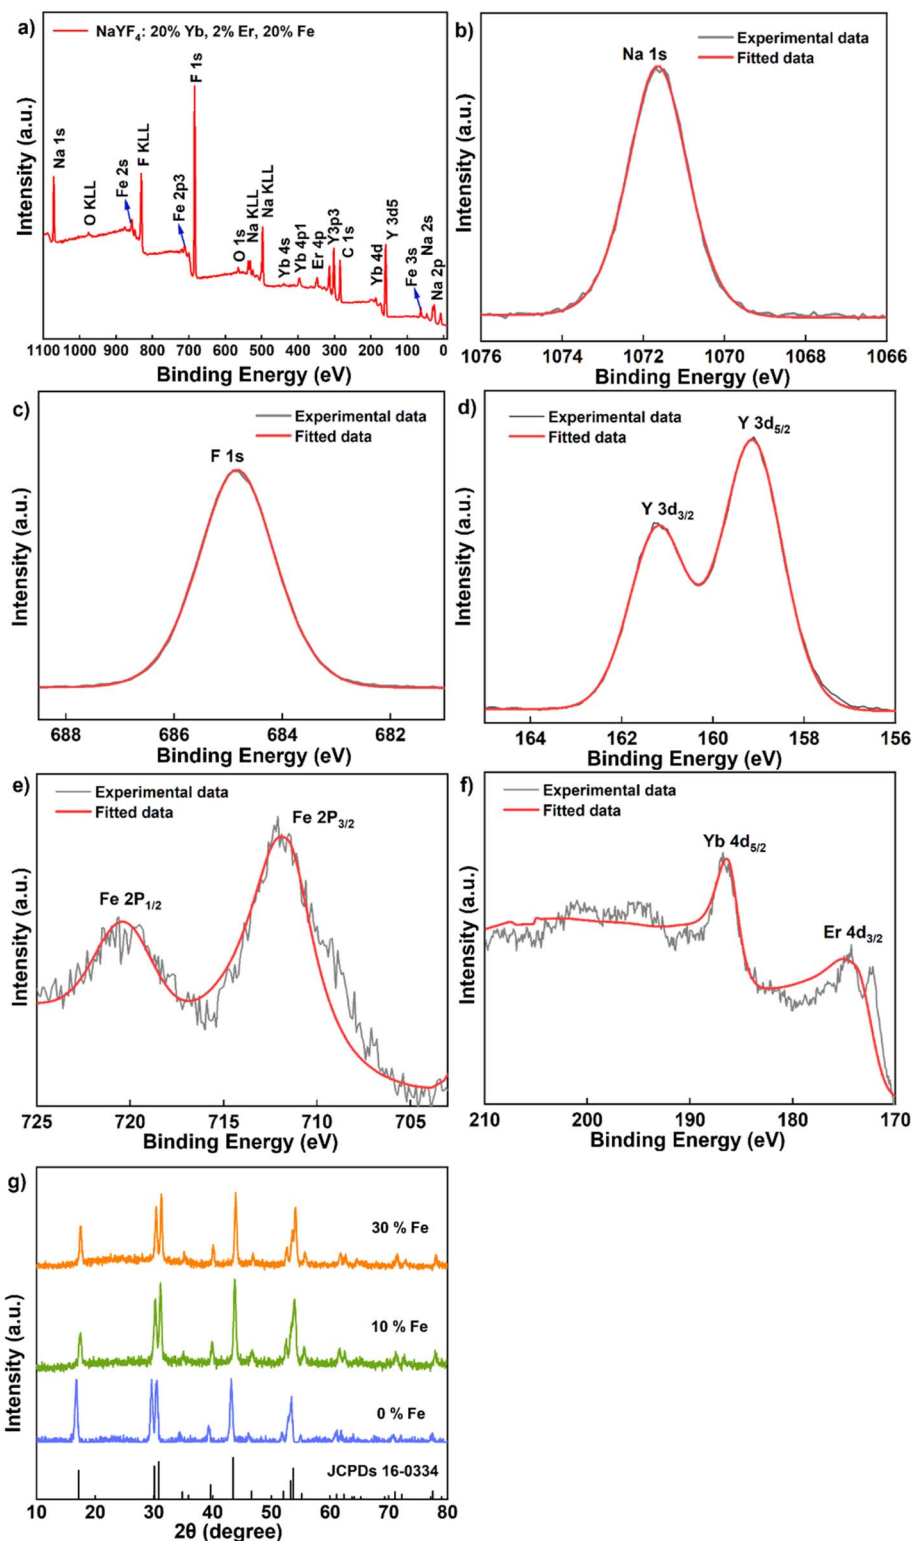 a)
NaYF₄: 20% Yb, 2% Er, 20% Fe
Na 1s
O KLL
Fe 2s
F KLL
Fe 2p3
F 1s
O 1s
Na KLL
Na KLL
Yb 4s
Yb 4p1
Er 4p
Y3p3
C 1s
Yb 4d
Y 3d5
Fe 3s
Na 2s
Na 2p
Intensity (a.u.)
1100 1000 900 800 700 600 500 400 300 200 100 0
Binding Energy (eV)
b)
Experimental data
Fitted data
Na 1s
Intensity (a.u.)
1076 1074 1072 1070 1068 1066
Binding Energy (eV)
c)
Experimental data
Fitted data
F 1s
Intensity (a.u.)
688 686 684 682
Binding Energy (eV)
d)
Experimental data
Fitted data
Y 3d₅/₂
Y 3d₃/₂
Intensity (a.u.)
164 162 160 158 156
Binding Energy (eV)
e)
Experimental data
Fitted data
Fe 2P₃/₂
Fe 2P₁/₂
Intensity (a.u.)
725 720 715 710 705
Binding Energy (eV)
f)
Experimental data
Fitted data
Yb 4d₅/₂
Er 4d₃/₂
Intensity (a.u.)
210 200 190 180 170
Binding Energy (eV)
g)
30 % Fe
10 % Fe
0 % Fe
JCPDs 16-0334
Intensity (a.u.)
10 20 30 40 50 60 70 80
2θ (degree)